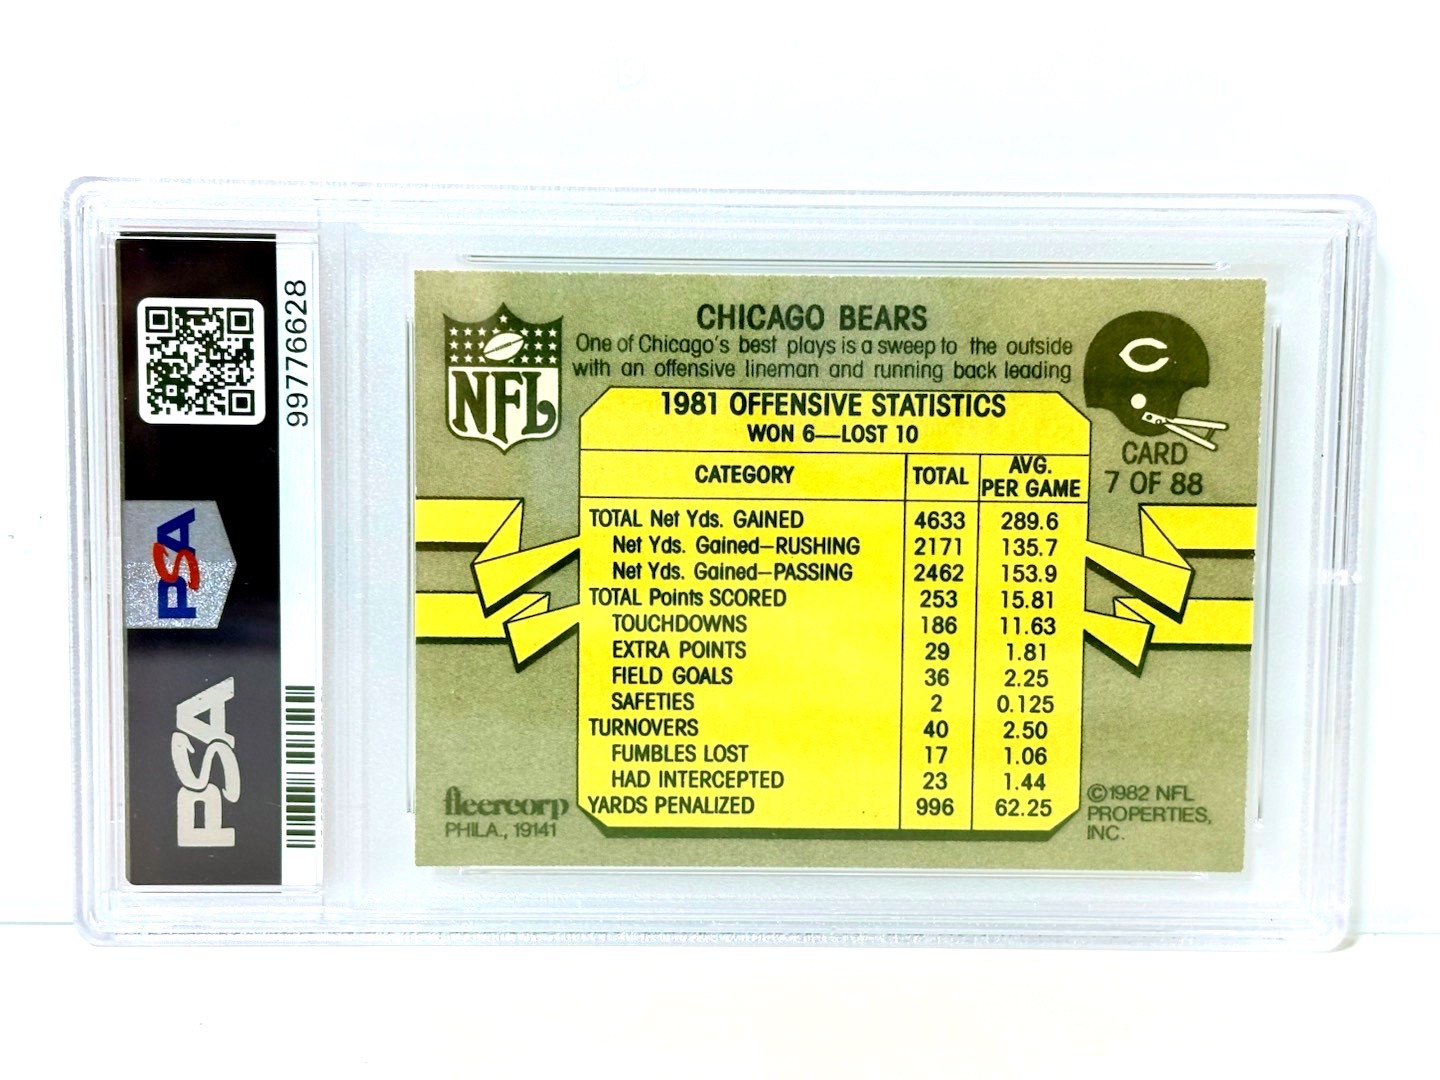 99776628
PSA
PSA
NFL
CHICAGO BEARS
One of Chicago's best plays is a sweep to the outside
with an offensive lineman and running back leading
C
CARD
7 OF 88
1981 OFFENSIVE STATISTICS
WON 6—LOST 10
CATEGORY TOTAL AVG. PER GAME
TOTAL Net Yds. GAINED 4633 289.6
Net Yds. Gained—RUSHING 2171 135.7
Net Yds. Gained—PASSING 2462 153.9
TOTAL Points SCORED 253 15.81
TOUCHDOWNS 186 11.63
EXTRA POINTS 29 1.81
FIELD GOALS 36 2.25
SAFETIES 2 0.125
TURNOVERS 40 2.50
FUMBLES LOST 17 1.06
HAD INTERCEPTED 23 1.44
YARDS PENALIZED 996 62.25
fleercorp
PHILA., 19141
©1982 NFL
PROPERTIES,
INC.